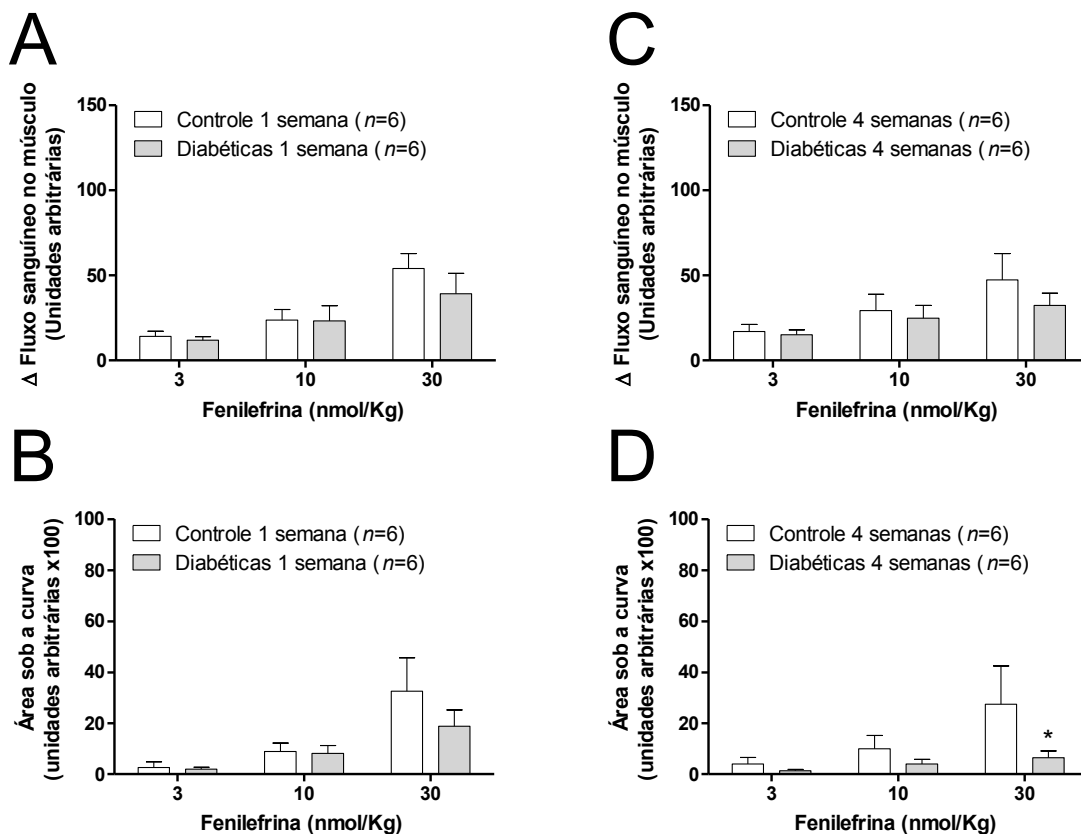 A
Δ Fluxo sanguíneo no músculo
(Unidades arbitrárias)
150
100
50
0
Controle 1 semana (n=6)
Diabéticas 1 semana (n=6)
3 10 30
Fenilefrina (nmol/Kg)
C
Δ Fluxo sanguíneo no músculo
(Unidades arbitrárias)
150
100
50
0
Controle 4 semanas (n=6)
Diabéticas 4 semanas (n=6)
3 10 30
Fenilefrina (nmol/Kg)
B
Área sob a curva
(unidades arbitrárias x100)
100
80
60
40
20
0
Controle 1 semana (n=6)
Diabéticas 1 semana (n=6)
3 10 30
Fenilefrina (nmol/Kg)
D
Área sob a curva
(unidades arbitrárias x100)
100
80
60
40
20
0
Controle 4 semanas (n=6)
Diabéticas 4 semanas (n=6)
*
3 10 30
Fenilefrina (nmol/Kg)